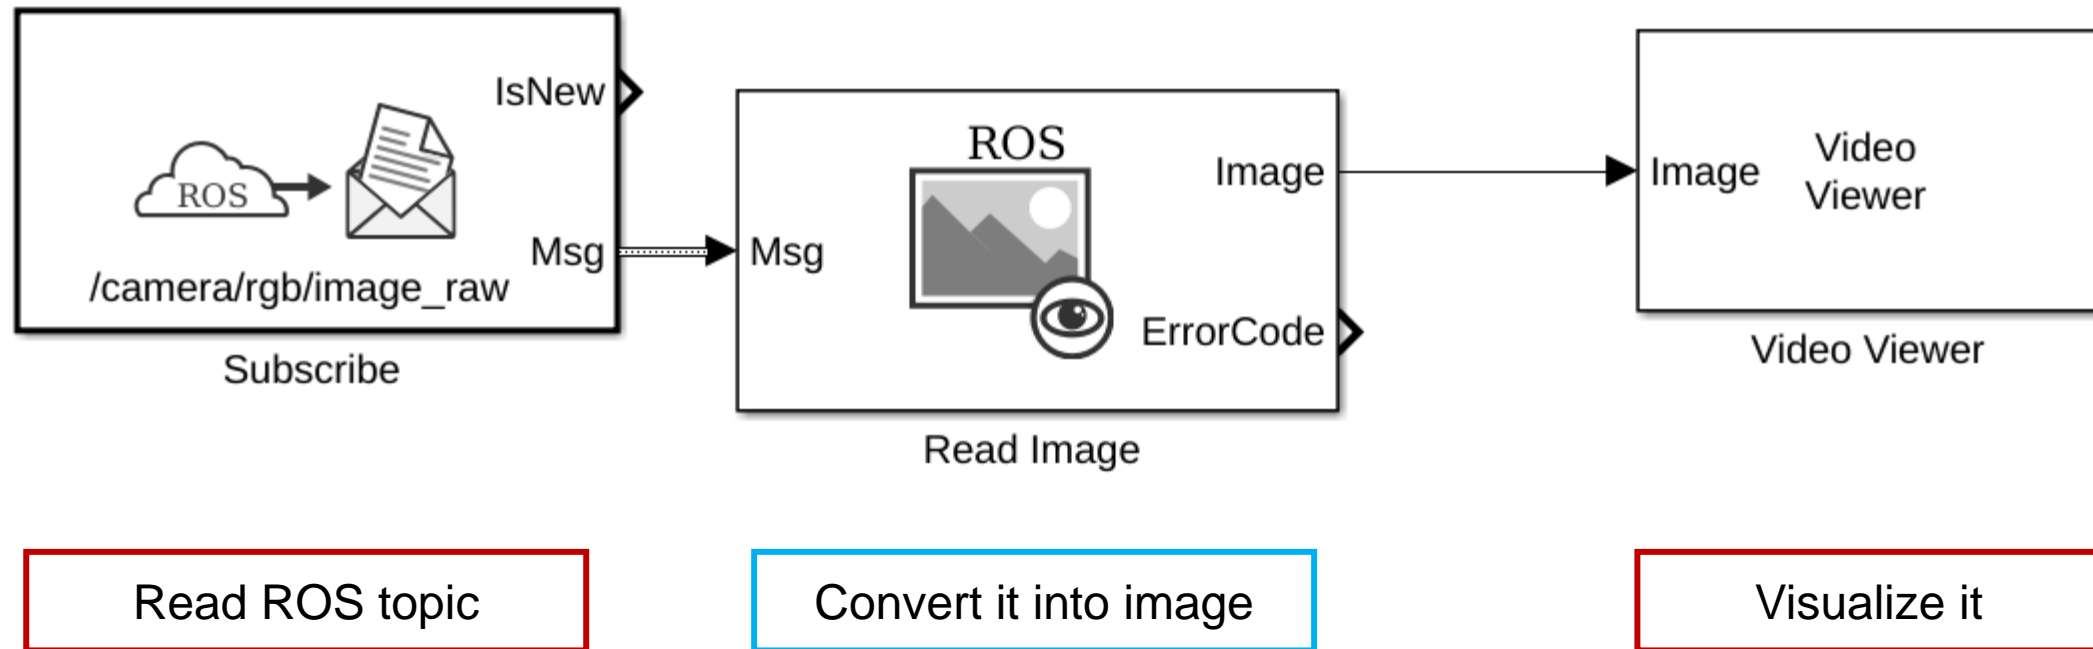 IsNew
ROS
Msg
/camera/rgb/image_raw
Subscribe
ROS
Image
Msg
ErrorCode
Read Image
Image
Video
Viewer
Video Viewer
Read ROS topic
Convert it into image
Visualize it